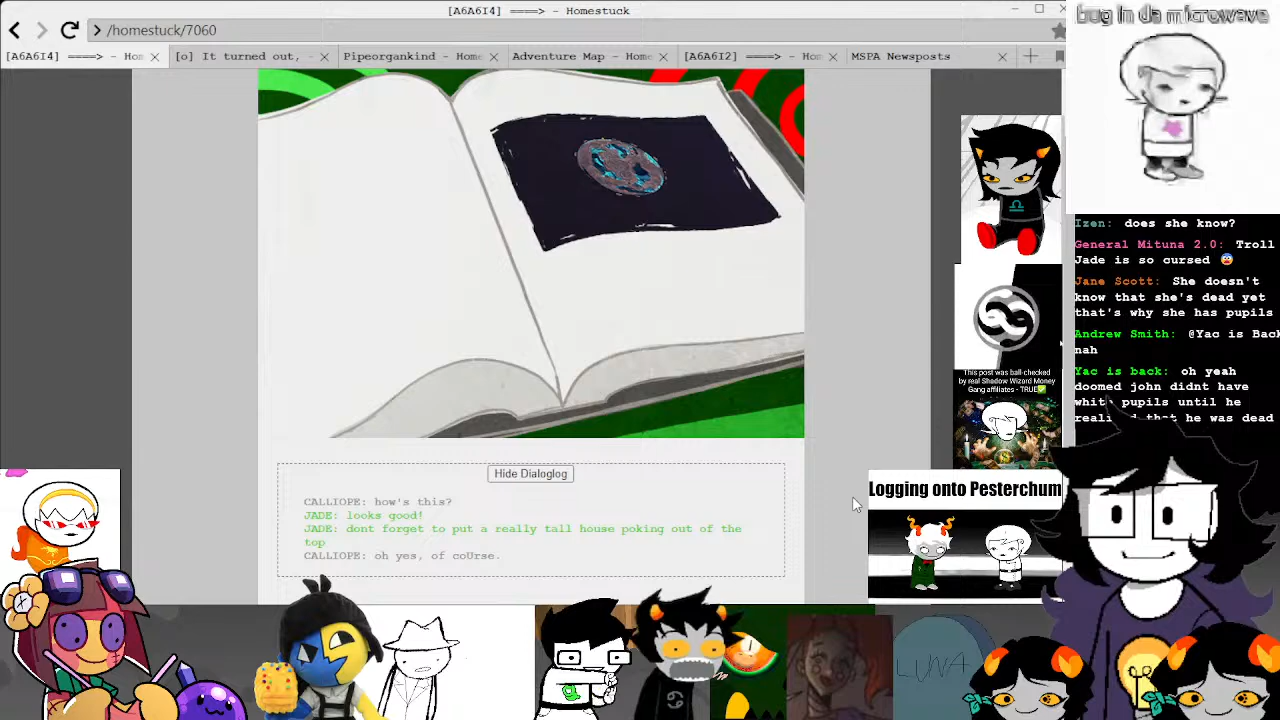 [A6A6I4] ====> - Homestuck
/homestuck/7060
[A6A6I4] ====> - Hom
[o] It turned out, -
Pipeorgankind - Home
Adventure Map - Home
[A6A6I2] ====> - Hom
MSPA Newsposts
bug in da microwave
Izen: does she know?
General Mituna 2.0: Troll
Jade is so cursed 😨
Jane Scott: She doesn't
know that she's dead yet
that's why she has pupils
Andrew Smith: @Yac is Back
nah
Yac is back: oh yeah
doomed john didnt have
white pupils until he
realized that he was dead
This post was ball-checked
by real Shadow Wizard Money
Gang affiliates - TRUE✅
Logging onto Pesterchum
Hide Dialoglog
CALLIOPE: how's this?
JADE: looks good!
JADE: dont forget to put a really tall house poking out of the
top
CALLIOPE: oh yes, of coUrse.
LUNA